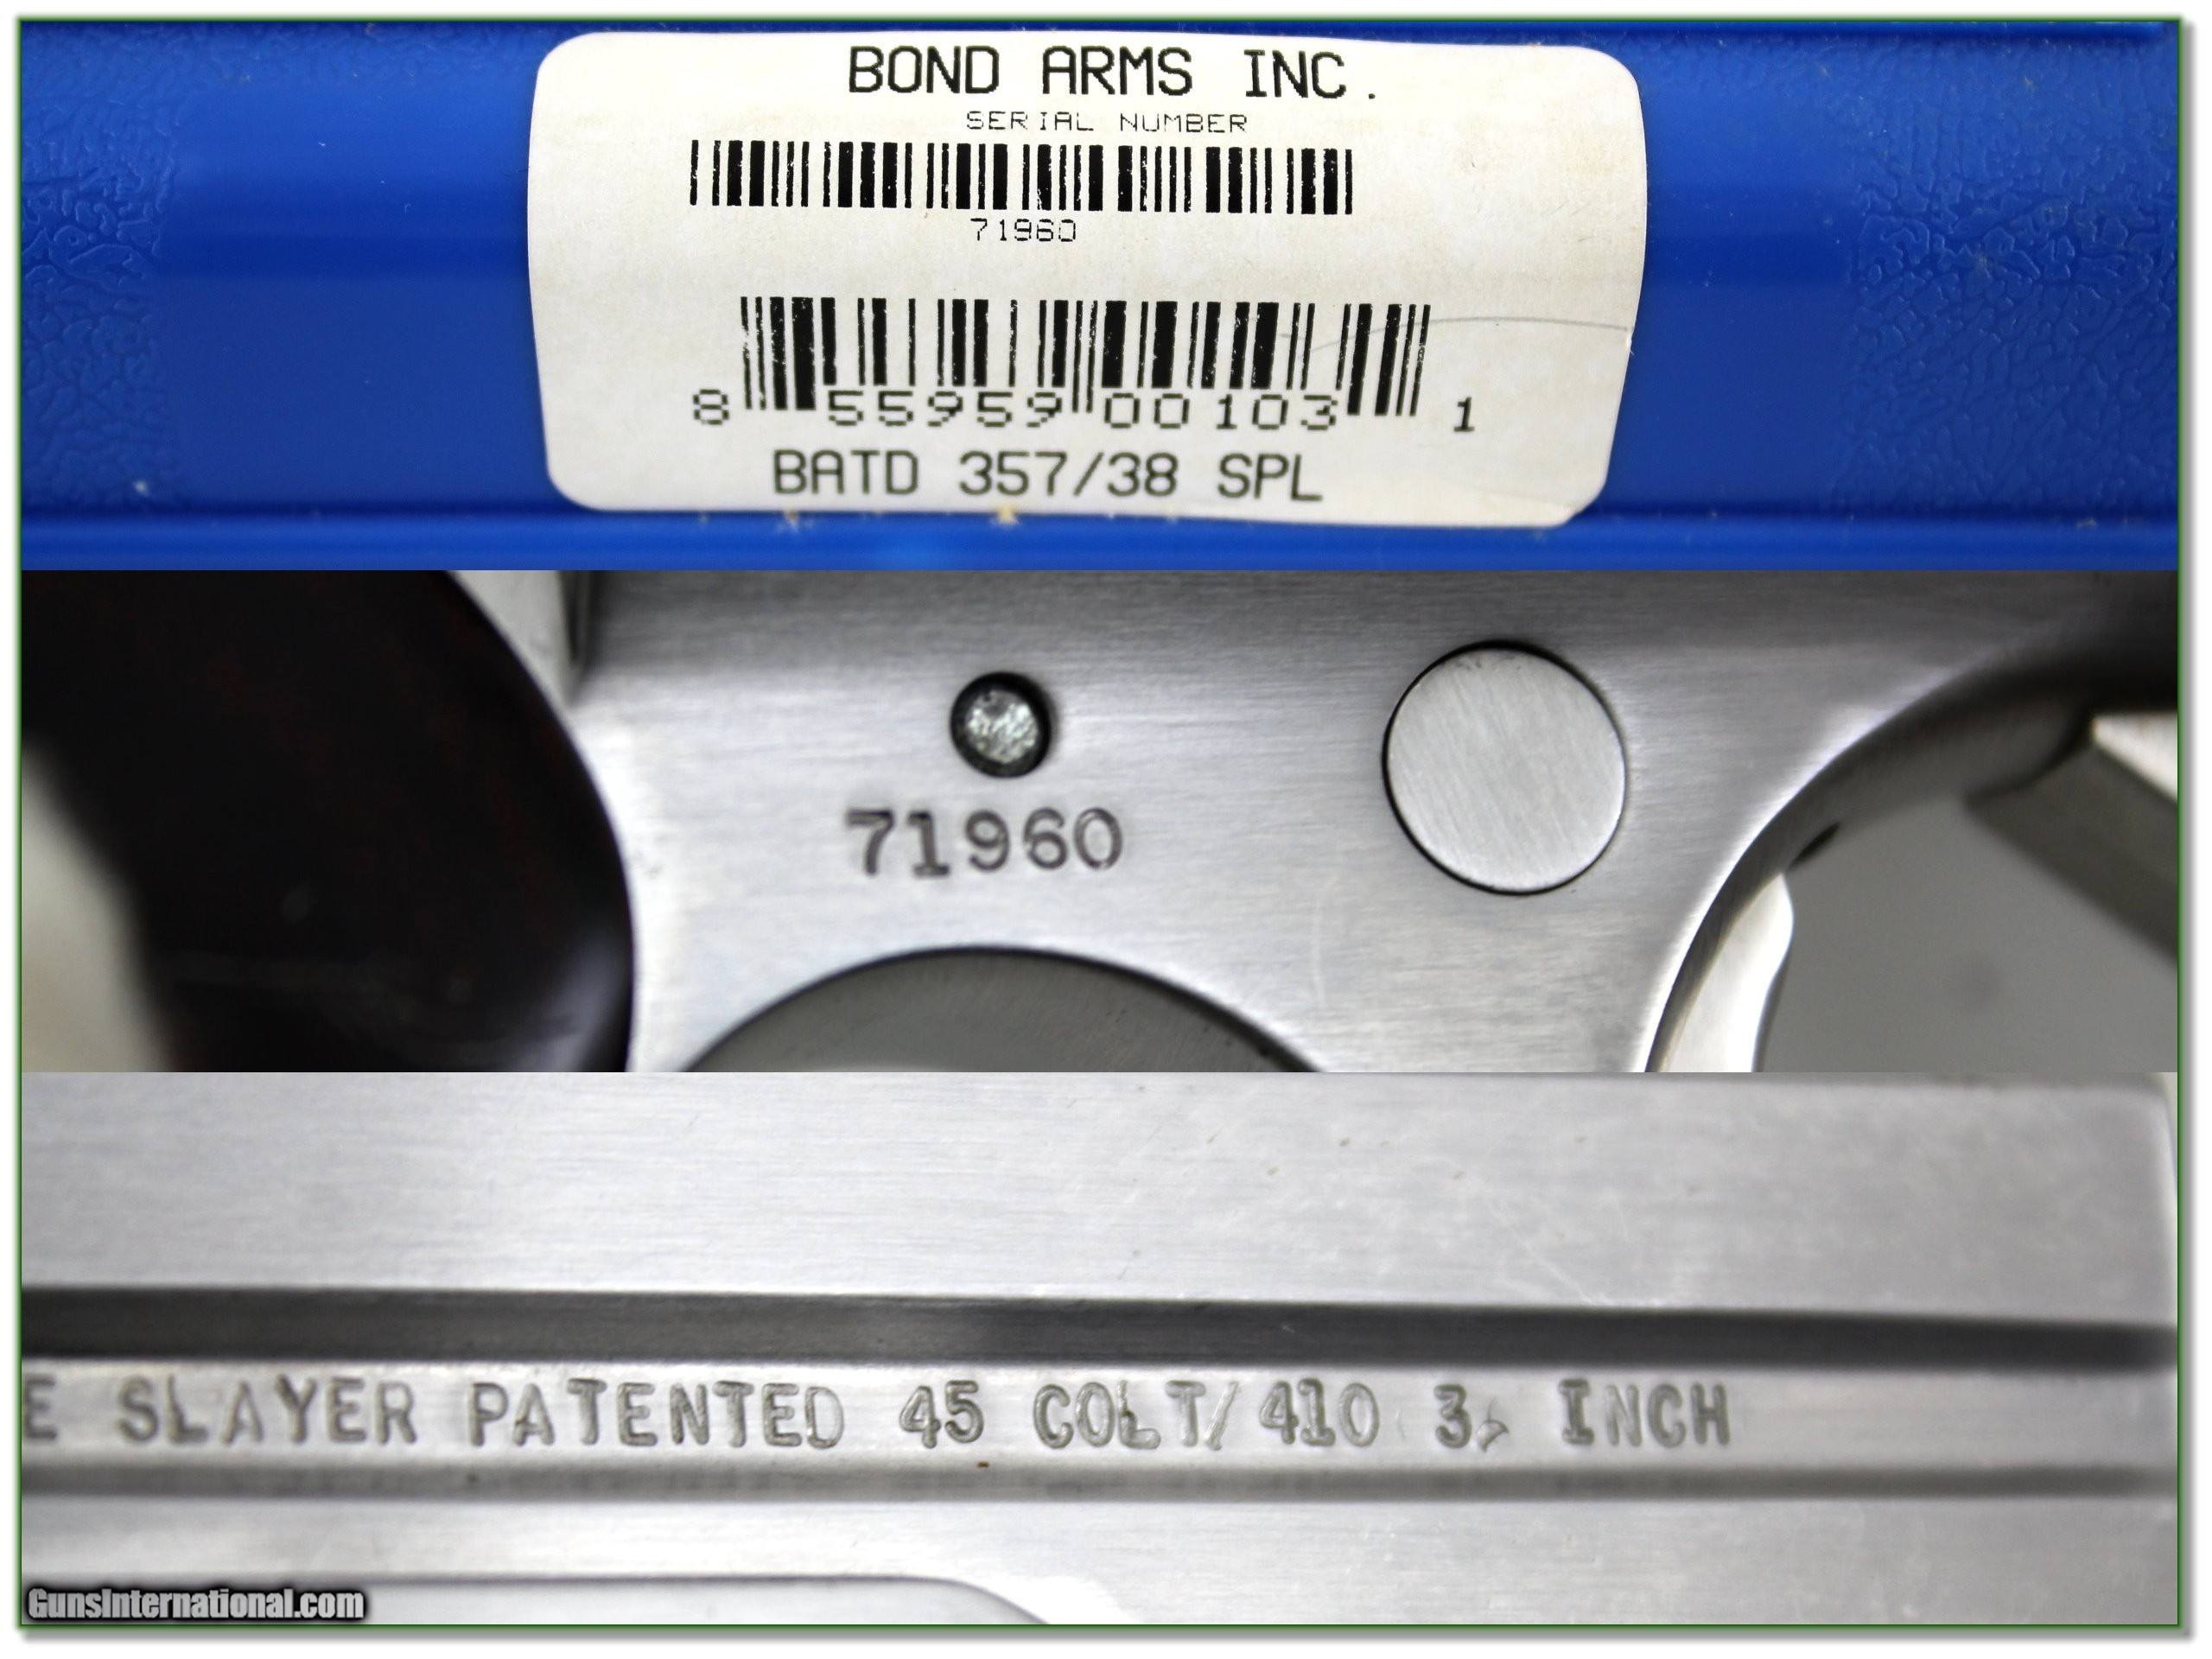 BOND ARMS INC.
SERIAL NUMBER
71960
8 55959 00103 1
BATD 357/38 SPL
71960
E SLAYER PATENTED 45 COLT/410 3 INCH
GunsInternational.com